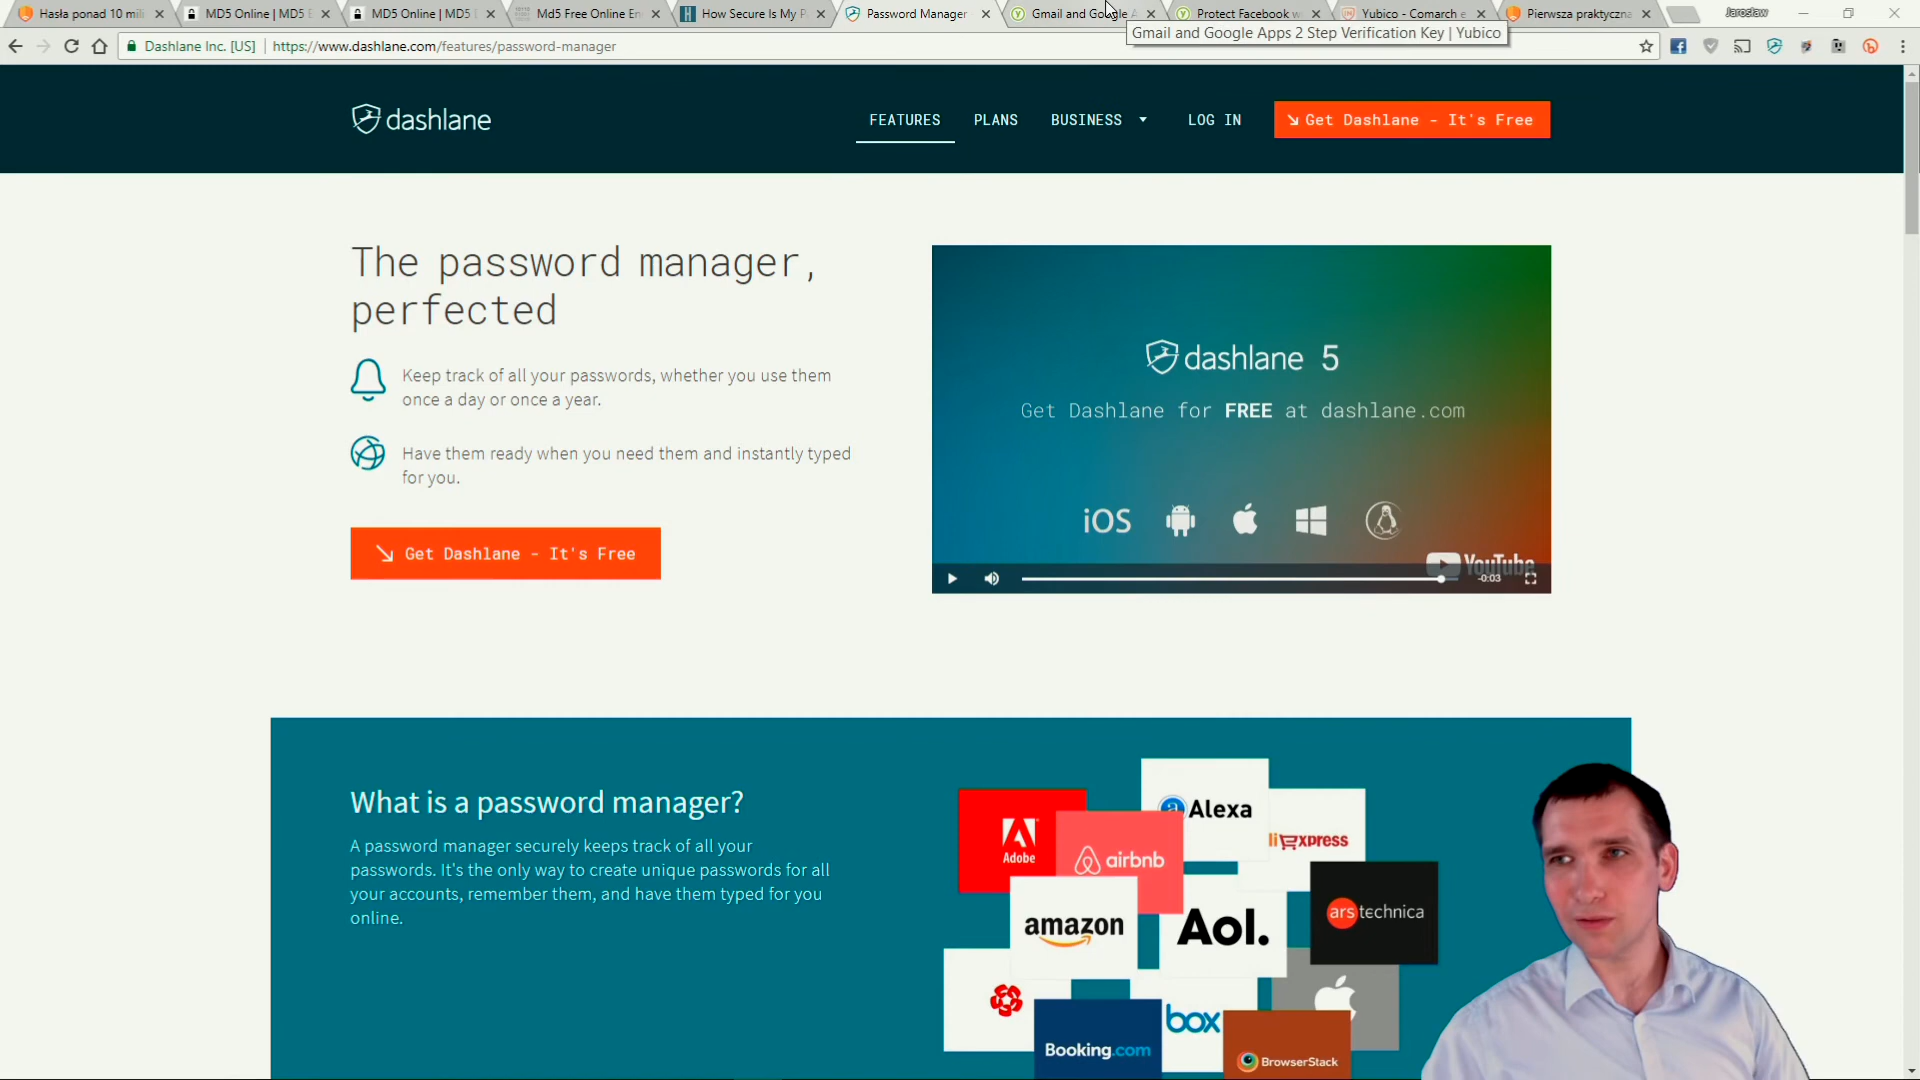 Hasła ponad 10 mili
MD5 Online | MD5 E
MD5 Online | MD5
Md5 Free Online En
How Secure Is My P
Password Manager
Gmail and Google A
Protect Facebook w
Yubico - Comarch e
Pierwsza praktyczna
Jarosław
Gmail and Google Apps 2 Step Verification Key | Yubico
Dashlane Inc. [US]
https://www.dashlane.com/features/password-manager
dashlane
FEATURES
PLANS
BUSINESS
LOG IN
Get Dashlane - It's Free
The password manager,
perfected
Keep track of all your passwords, whether you use them
once a day or once a year.
Have them ready when you need them and instantly typed
for you.
Get Dashlane - It's Free
dashlane 5
Get Dashlane for FREE at dashlane.com
iOS
YouTube
-0:03
What is a password manager?
A password manager securely keeps track of all your
passwords. It's the only way to create unique passwords for all
your accounts, remember them, and have them typed for you
online.
Adobe
airbnb
Alexa
liexpress
amazon
Aol.
ars technica
Booking.com
box
BrowserStack